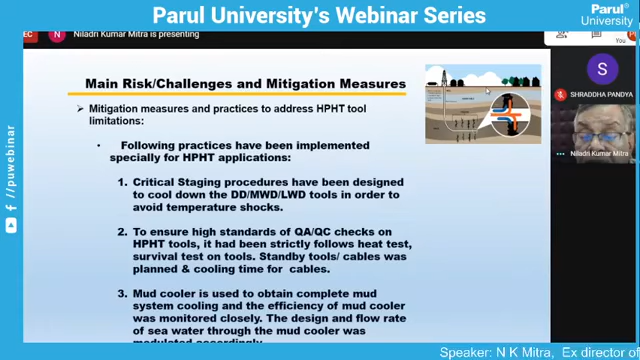 Parul University's Webinar Series
Parul®
University
EC
N
Niladri Kumar Mitra is presenting
You
Main Risk/Challenges and Mitigation Measures
Mitigation measures and practices to address HPHT tool
limitations:
Following practices have been implemented
specially for HPHT applications:
1. Critical Staging procedures have been designed
to cool down the DD/MWD/LWD tools in order to
avoid temperature shocks.
2. To ensure high standards of QA/QC checks on
HPHT tools, it had been strictly follows heat test,
survival test on tools. Standby tools/ cables was
planned & cooling time for cables.
3. Mud cooler is used to obtain complete mud
system cooling and the efficiency of mud cooler
was monitored closely. The design and flow rate
of sea water through the mud cooler was
modulated accordingly.
S
SHRADDHA PANDYA
Niladri Kumar Mitra
/puwebinar
Speaker: N K Mitra, Ex director of